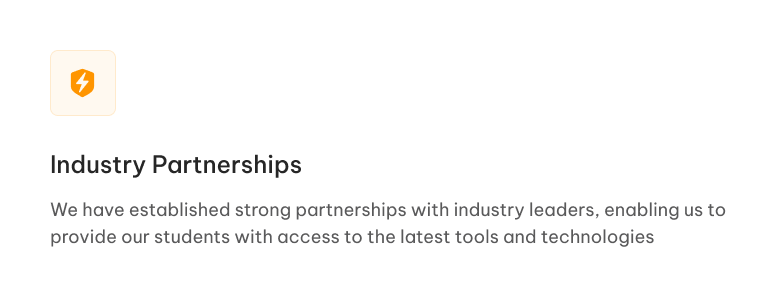 Industry Partnerships
We have established strong partnerships with industry leaders, enabling us to
provide our students with access to the latest tools and technologies